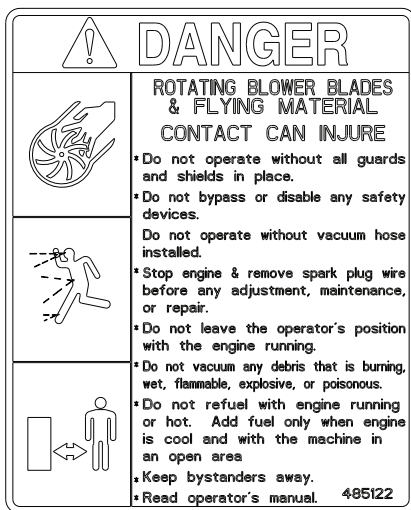 DANGER
ROTATING BLOWER BLADES
& FLYING MATERIAL
CONTACT CAN INJURE
* Do not operate without all guards
and shields in place.
* Do not bypass or disable any safety
devices.
Do not operate without vacuum hose
installed.
* Stop engine & remove spark plug wire
before any adjustment, maintenance,
or repair.
* Do not leave the operator's position
with the engine running.
* Do not vacuum any debris that is burning,
wet, flammable, explosive, or poisonous.
* Do not refuel with engine running
or hot. Add fuel only when engine
is cool and with the machine in
an open area
* Keep bystanders away.
* Read operator's manual. 485122